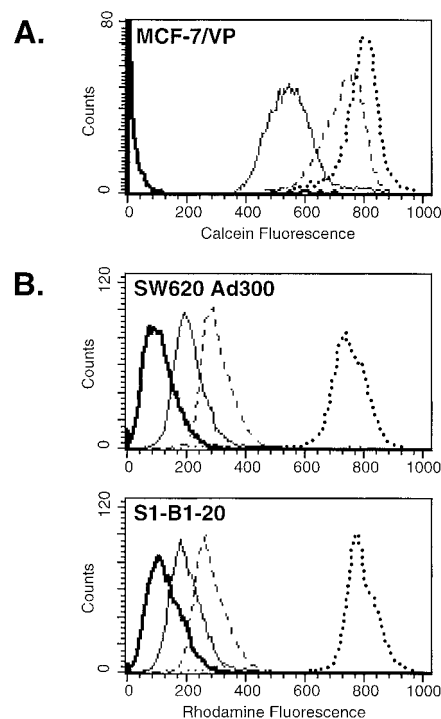 A.
MCF-7/VP
80
Counts
0
0 200 400 600 800 1000
Calcein Fluorescence
B.
SW620 Ad300
120
Counts
0
0 200 400 600 800 1000
S1-B1-20
120
Counts
0
0 200 400 600 800 1000
Rhodamine Fluorescence